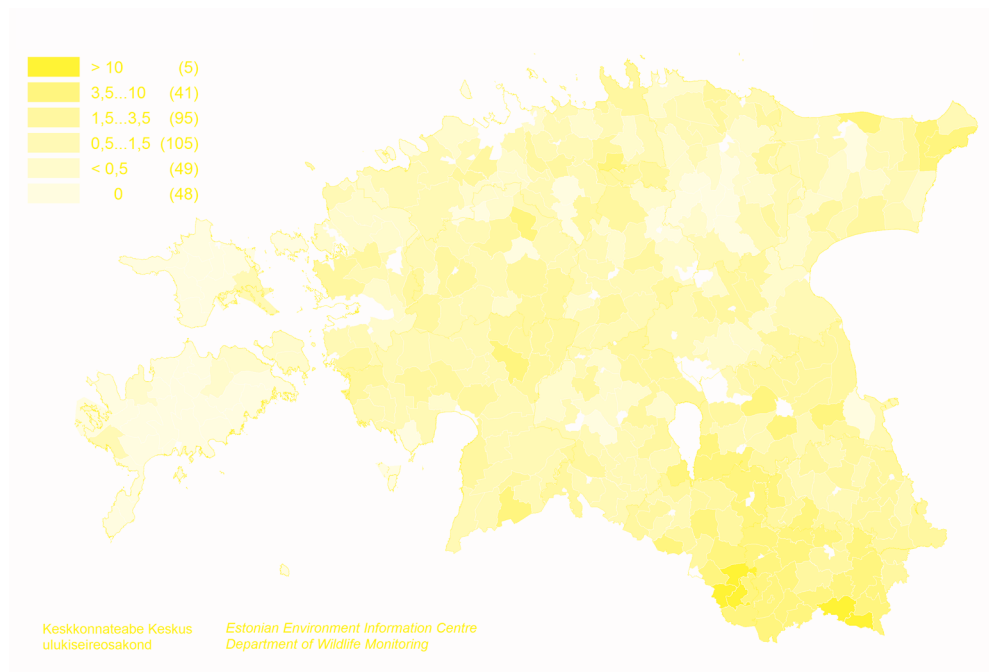 > 10 (5)
3,5...10 (41)
1,5...3,5 (95)
0,5...1,5 (105)
< 0,5 (49)
0 (48)
Keskkonnateabe Keskus
ulukiseireosakond
Estonian Environment Information Centre
Department of Wildlife Monitoring